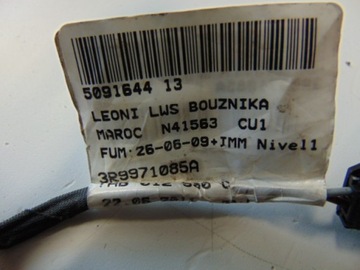 5091644 13
LEONI LWS BOUZNIKA
MAROC N41563 CU1
FUM·26-06-09+IMM Nivel1
3R9971085A